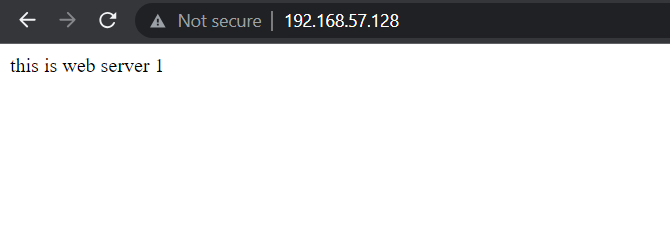 Not secure | 192.168.57.128
this is web server 1